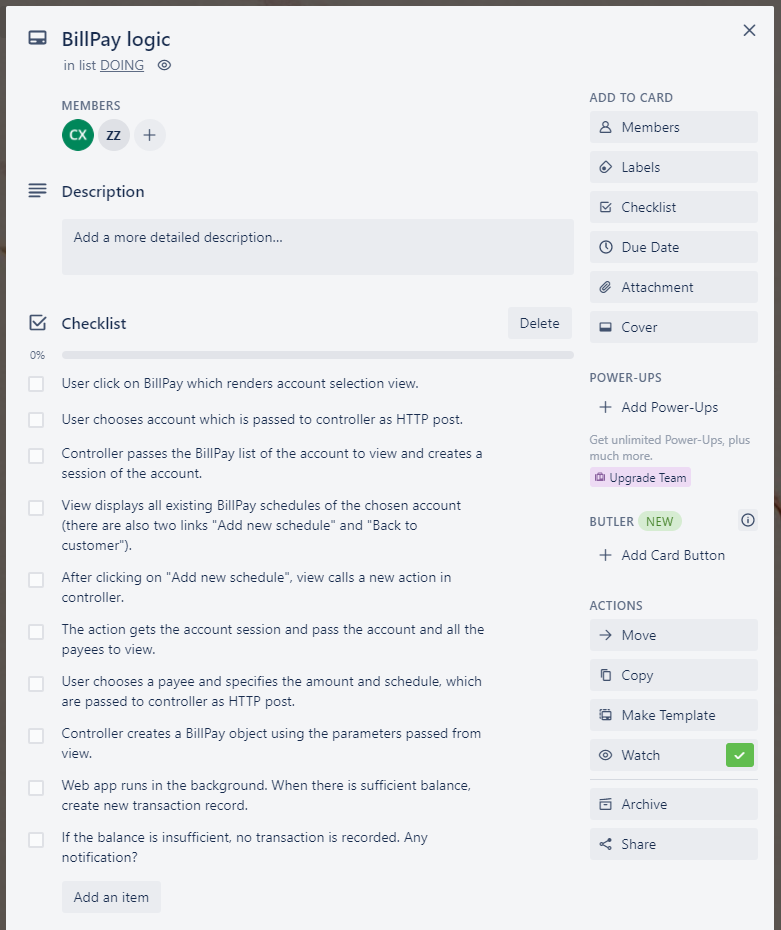 BillPay logic
in list DOING
MEMBERS
CX ZZ
Description
Add a more detailed description…
Checklist
Delete
0%
User click on BillPay which renders account selection view.
User chooses account which is passed to controller as HTTP post.
Controller passes the BillPay list of the account to view and creates a
session of the account.
View displays all existing BillPay schedules of the chosen account
(there are also two links "Add new schedule" and "Back to
customer").
After clicking on "Add new schedule", view calls a new action in
controller.
The action gets the account session and pass the account and all the
payees to view.
User chooses a payee and specifies the amount and schedule, which
are passed to controller as HTTP post.
Controller creates a BillPay object using the parameters passed from
view.
Web app runs in the background. When there is sufficient balance,
create new transaction record.
If the balance is insufficient, no transaction is recorded. Any
notification?
Add an item
ADD TO CARD
Members
Labels
Checklist
Due Date
Attachment
Cover
POWER-UPS
Add Power-Ups
Get unlimited Power-Ups, plus
much more.
Upgrade Team
BUTLER NEW
Add Card Button
ACTIONS
Move
Copy
Make Template
Watch
Archive
Share